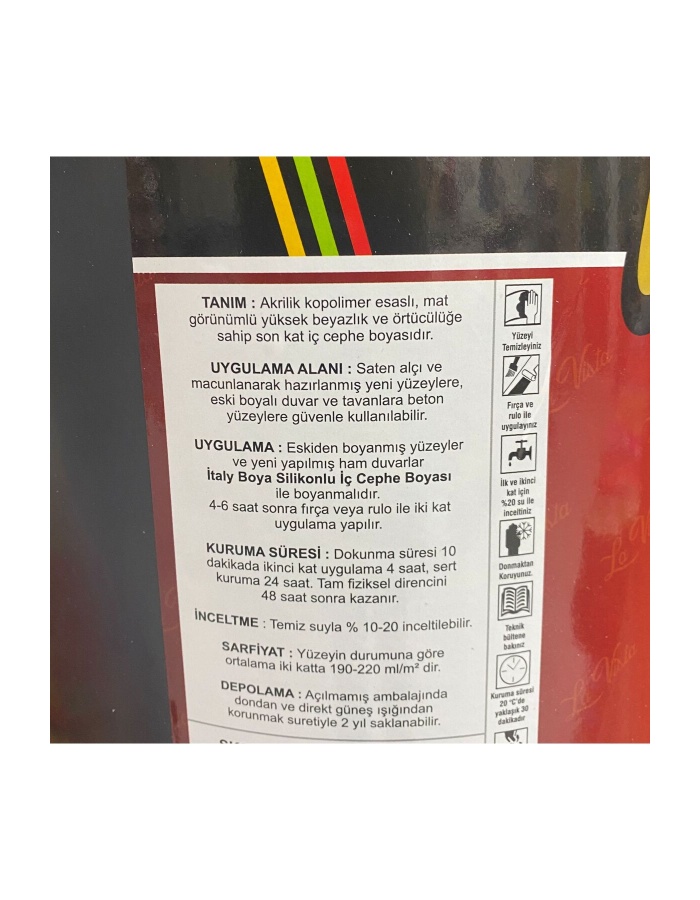 TANIM : Akrilik kopolimer esaslı, mat
görünümlü yüksek beyazlık ve örtücülüğe
sahip son kat iç cephe boyasıdır.
UYGULAMA ALANI : Saten alçı ve
macunlanarak hazırlanmış yeni yüzeylere,
eski boyalı duvar ve tavanlara beton
yüzeylere güvenle kullanılabilir.
UYGULAMA : Eskiden boyanmış yüzeyler
ve yeni yapılmış ham duvarlar
İtaly Boya Silikonlu İç Cephe Boyası
ile boyanmalıdır.
4-6 saat sonra fırça veya rulo ile iki kat
uygulama yapılır.
KURUMA SÜRESİ : Dokunma süresi 10
dakikada ikinci kat uygulama 4 saat, sert
kuruma 24 saat. Tam fiziksel direncini
48 saat sonra kazanır.
İNCELTME : Temiz suyla % 10-20 inceltilebilir.
SARFİYAT : Yüzeyin durumuna göre
ortalama iki katta 190-220 ml/m² dir.
DEPOLAMA : Açılmamış ambalajında
dondan ve direkt güneş ışığından
korunmak suretiyle 2 yıl saklanabilir.
Yüzeyi
Temizleyiniz
Fırça ve
rulo ile
uygulayınız
İlk ve ikinci
kat için
%20 su ile
inceltiniz
Donmaktan
Koruyunuz.
Teknik
bültene
bakınız
Kuruma süresi
20 °C'de
yaklaşık 30
dakikadır
Vista
La Vista